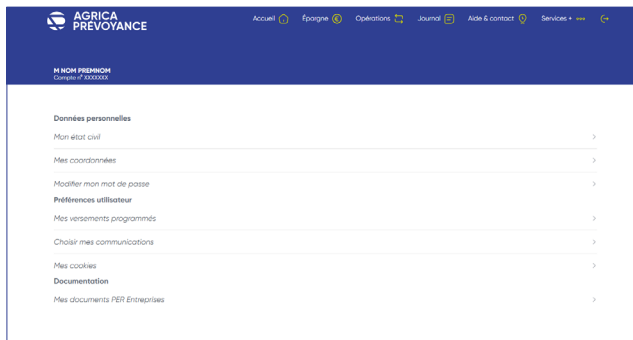 AGRICA
PRÉVOYANCE
Accueil Épargne Opérations Journal Aide & contact Services +
M NOM PREMNOM
Compte n° XXXXXXX
Données personnelles
Mon état civil
Mes coordonnées
Modifier mon mot de passe
Préférences utilisateur
Mes versements programmés
Choisir mes communications
Mes cookies
Documentation
Mes documents PER Entreprises